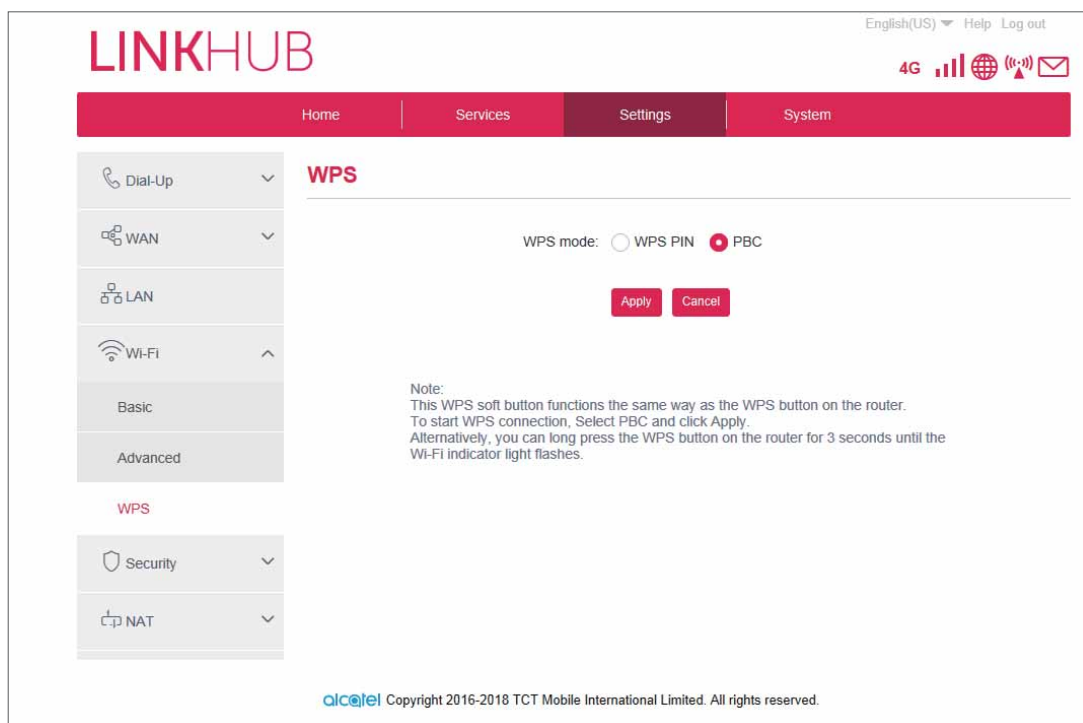 English(US) Help Log out
LINKHUB
4G
Home Services Settings System
Dial-Up
WAN
LAN
Wi-Fi
Basic
Advanced
WPS
Security
NAT
WPS
WPS mode: WPS PIN PBC
Apply Cancel
Note:
This WPS soft button functions the same way as the WPS button on the router.
To start WPS connection, Select PBC and click Apply.
Alternatively, you can long press the WPS button on the router for 3 seconds until the
Wi-Fi indicator light flashes.
alcatel Copyright 2016-2018 TCT Mobile International Limited. All rights reserved.